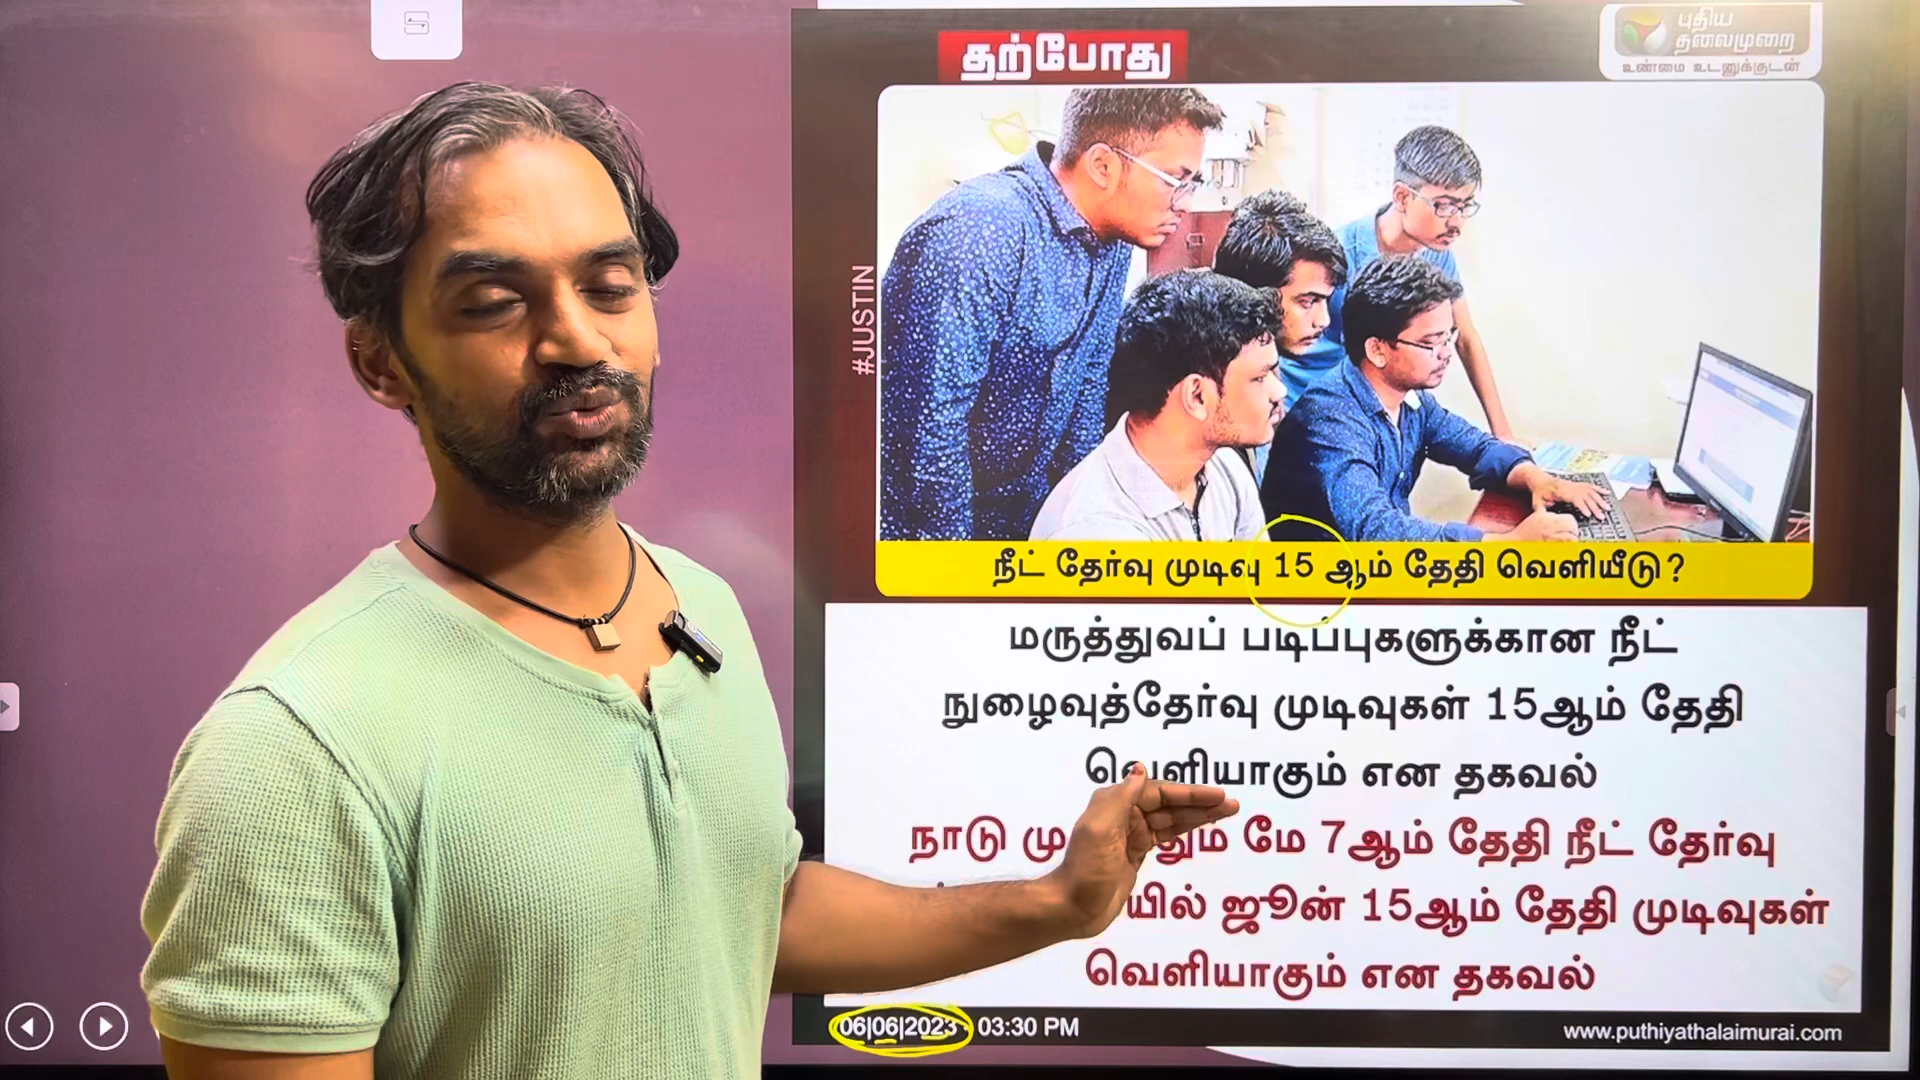 தற்போது
புதிய
தலைமுறை
உண்மை உடனுக்குடன்
#JUSTIN
நீட் தேர்வு முடிவு 15 ஆம் தேதி வெளியீடு?
மருத்துவப் படிப்புகளுக்கான நீட்
நுழைவுத்தேர்வு முடிவுகள் 15ஆம் தேதி
வெளியாகும் என தகவல்
நாடு மே 7ஆம் தேதி நீட் தேர்வு
ஜூன் 15ஆம் தேதி முடிவுகள்
வெளியாகும் என தகவல்
06|06|2023 - 03:30 PM
www.puthiyathalaimurai.com